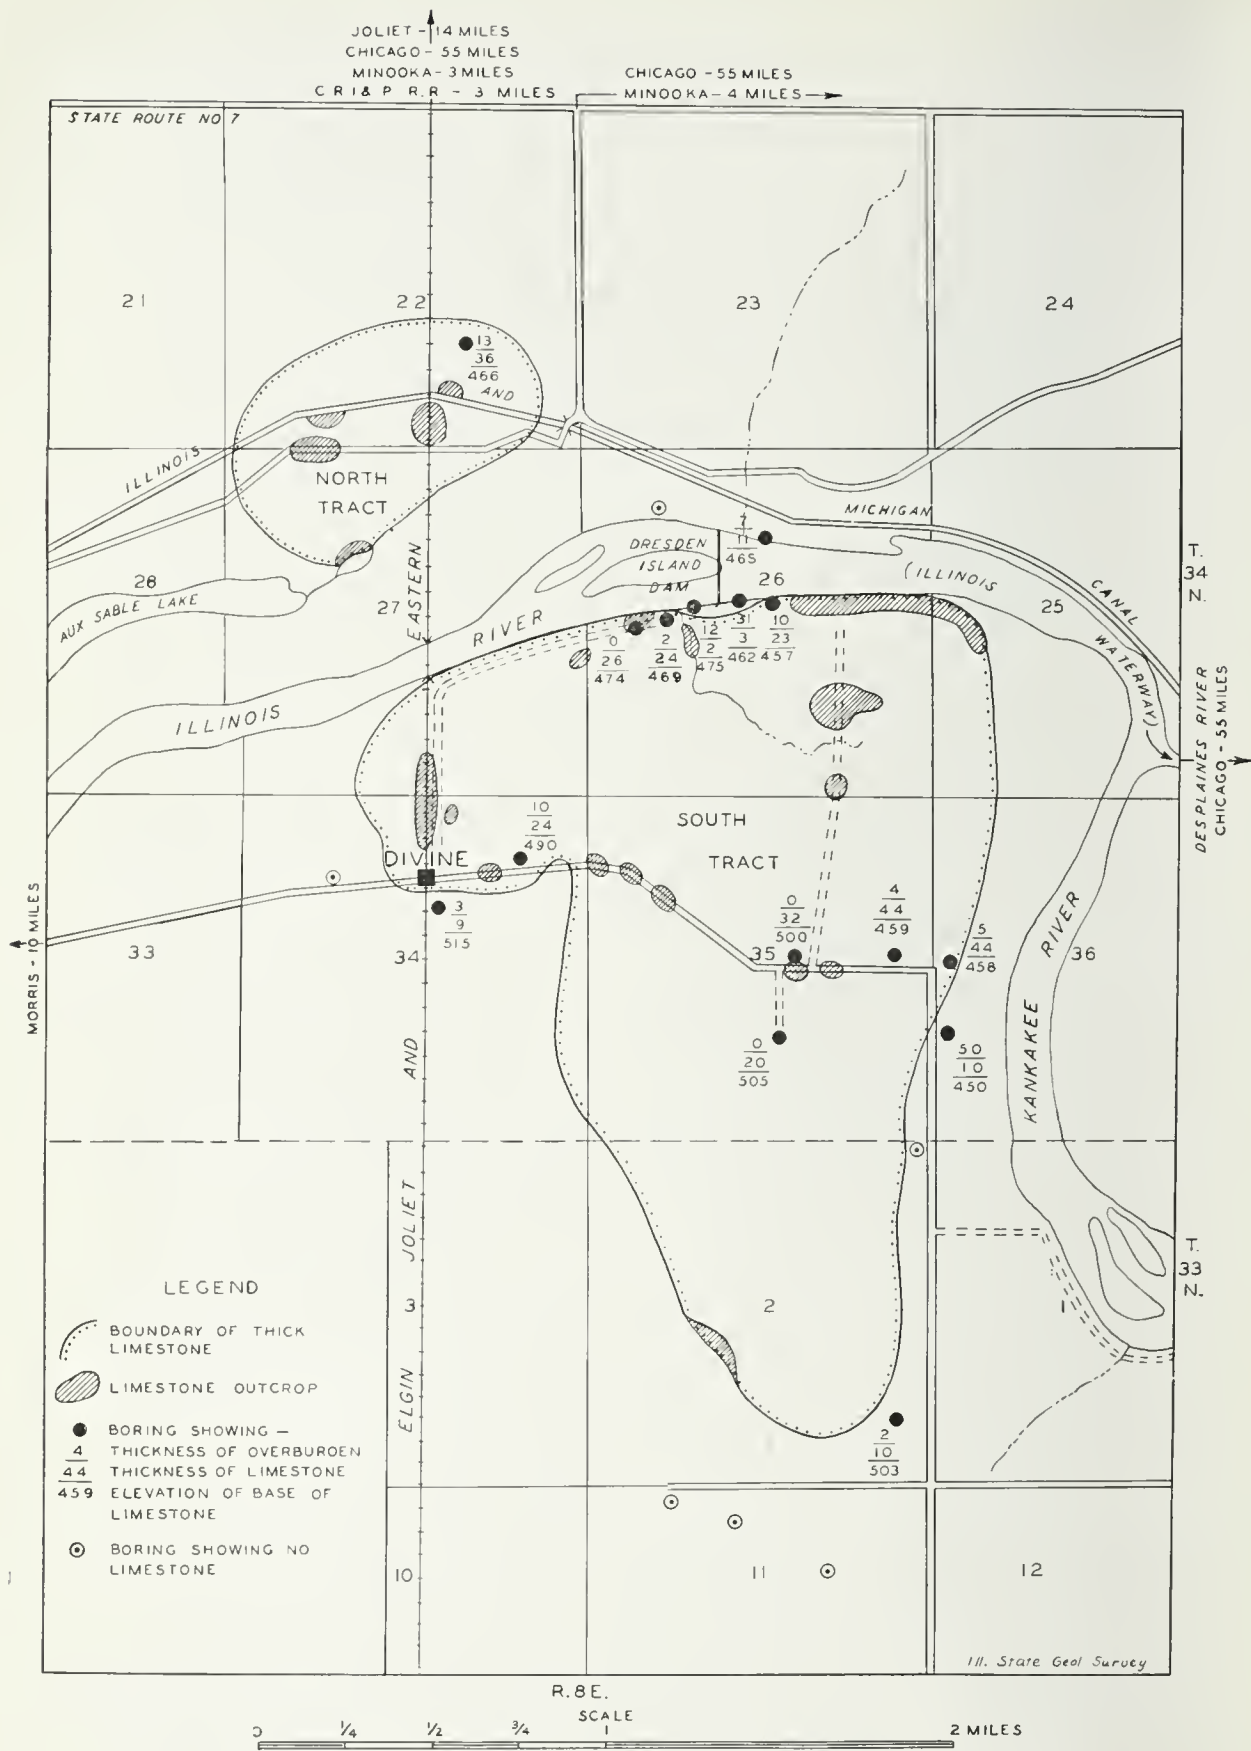 JOLIET - 14 MILES
CHICAGO - 55 MILES
MINOOKA - 3 MILES
C R I & P R.R - 3 MILES
CHICAGO - 55 MILES
MINOOKA - 4 MILES
STATE ROUTE NO 7
21
22
23
24
13
36
466
AND
ILLINOIS
NORTH
TRACT
MICHIGAN
CANAL
DRESDEN
ISLAND
DAM
7
11
465
26
(ILLINOIS
WATERWAY)
25
T.
34
N.
28
AUX SABLE LAKE
27
EASTERN
RIVER
ILLINOIS
0
26
474
2
24
469
12
2
475
31
3
462
10
23
457
DESPLAINES RIVER
CHICAGO - 55 MILES
10
24
490
SOUTH
TRACT
DIVINE
3
9
515
0
32
500
4
44
459
5
44
458
MORRIS - 10 MILES
33
34
35
36
KANKAKEE RIVER
AND
0
20
505
50
10
450
JOLIET
T.
33
N.
3
2
1
ELGIN
2
10
503
LEGEND
BOUNDARY OF THICK
LIMESTONE
LIMESTONE OUTCROP
BORING SHOWING —
4 THICKNESS OF OVERBURDEN
44 THICKNESS OF LIMESTONE
459 ELEVATION OF BASE OF
LIMESTONE
BORING SHOWING NO
LIMESTONE
10
11
12
Ill. State Geol Survey
R. 8 E.
SCALE
0 1/4 1/2 3/4 1 2 MILES